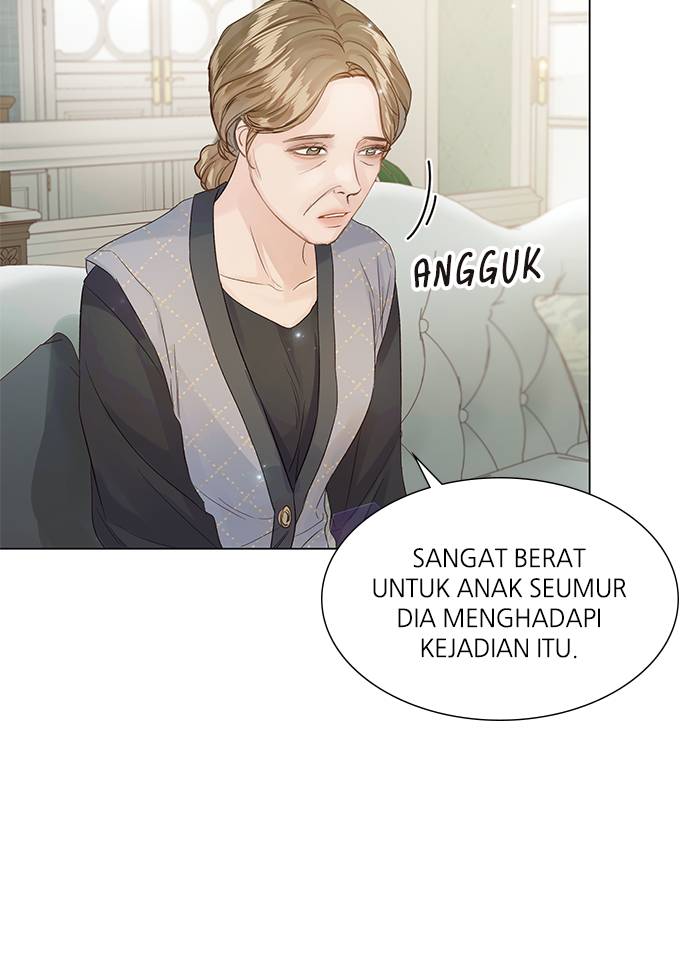 ANGGUK
SANGAT BERAT
UNTUK ANAK SEUMUR
DIA MENGHADAPI
KEJADIAN ITU.